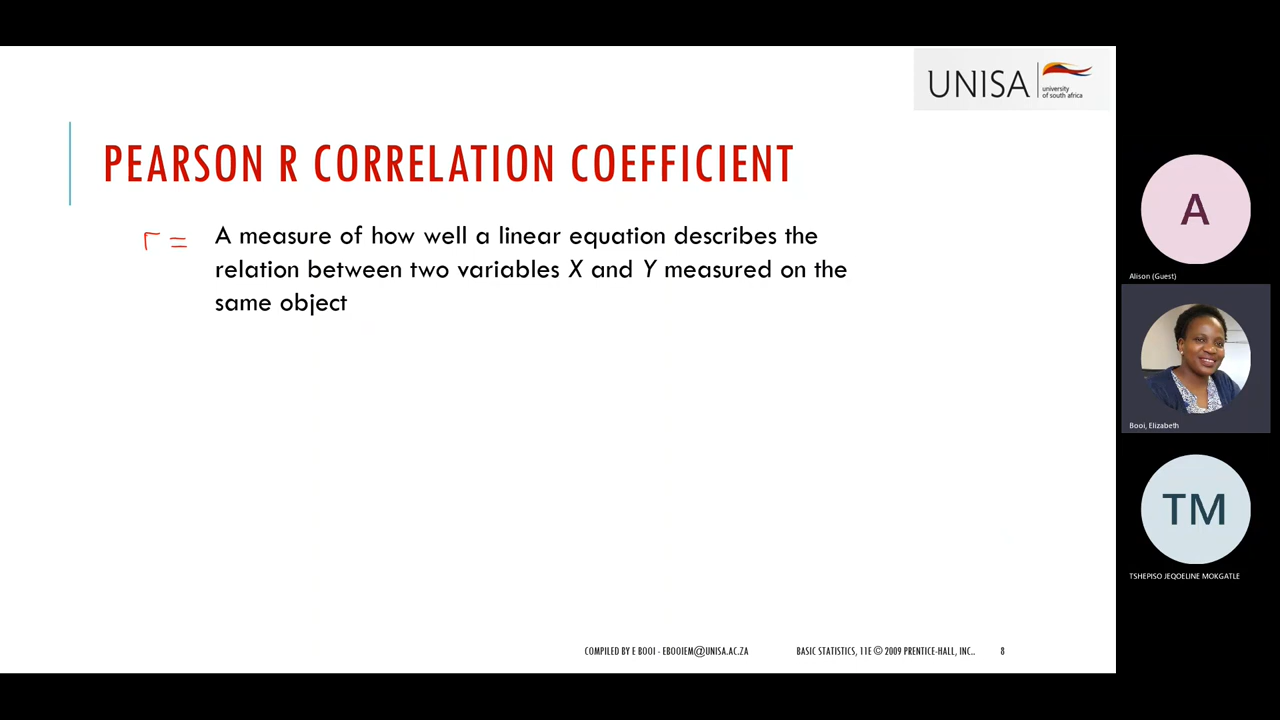 UNISA
university
of south africa
PEARSON R CORRELATION COEFFICIENT
r = A measure of how well a linear equation describes the
relation between two variables X and Y measured on the
same object
A
Alison (Guest)
Booi, Elizabeth
TM
TSHEPISO JEQOELINE MOKGATLE
COMPILED BY E BOOI - EBOOIEM@UNISA.AC.ZA
BASIC STATISTICS, 11E © 2009 PRENTICE-HALL, INC..
8